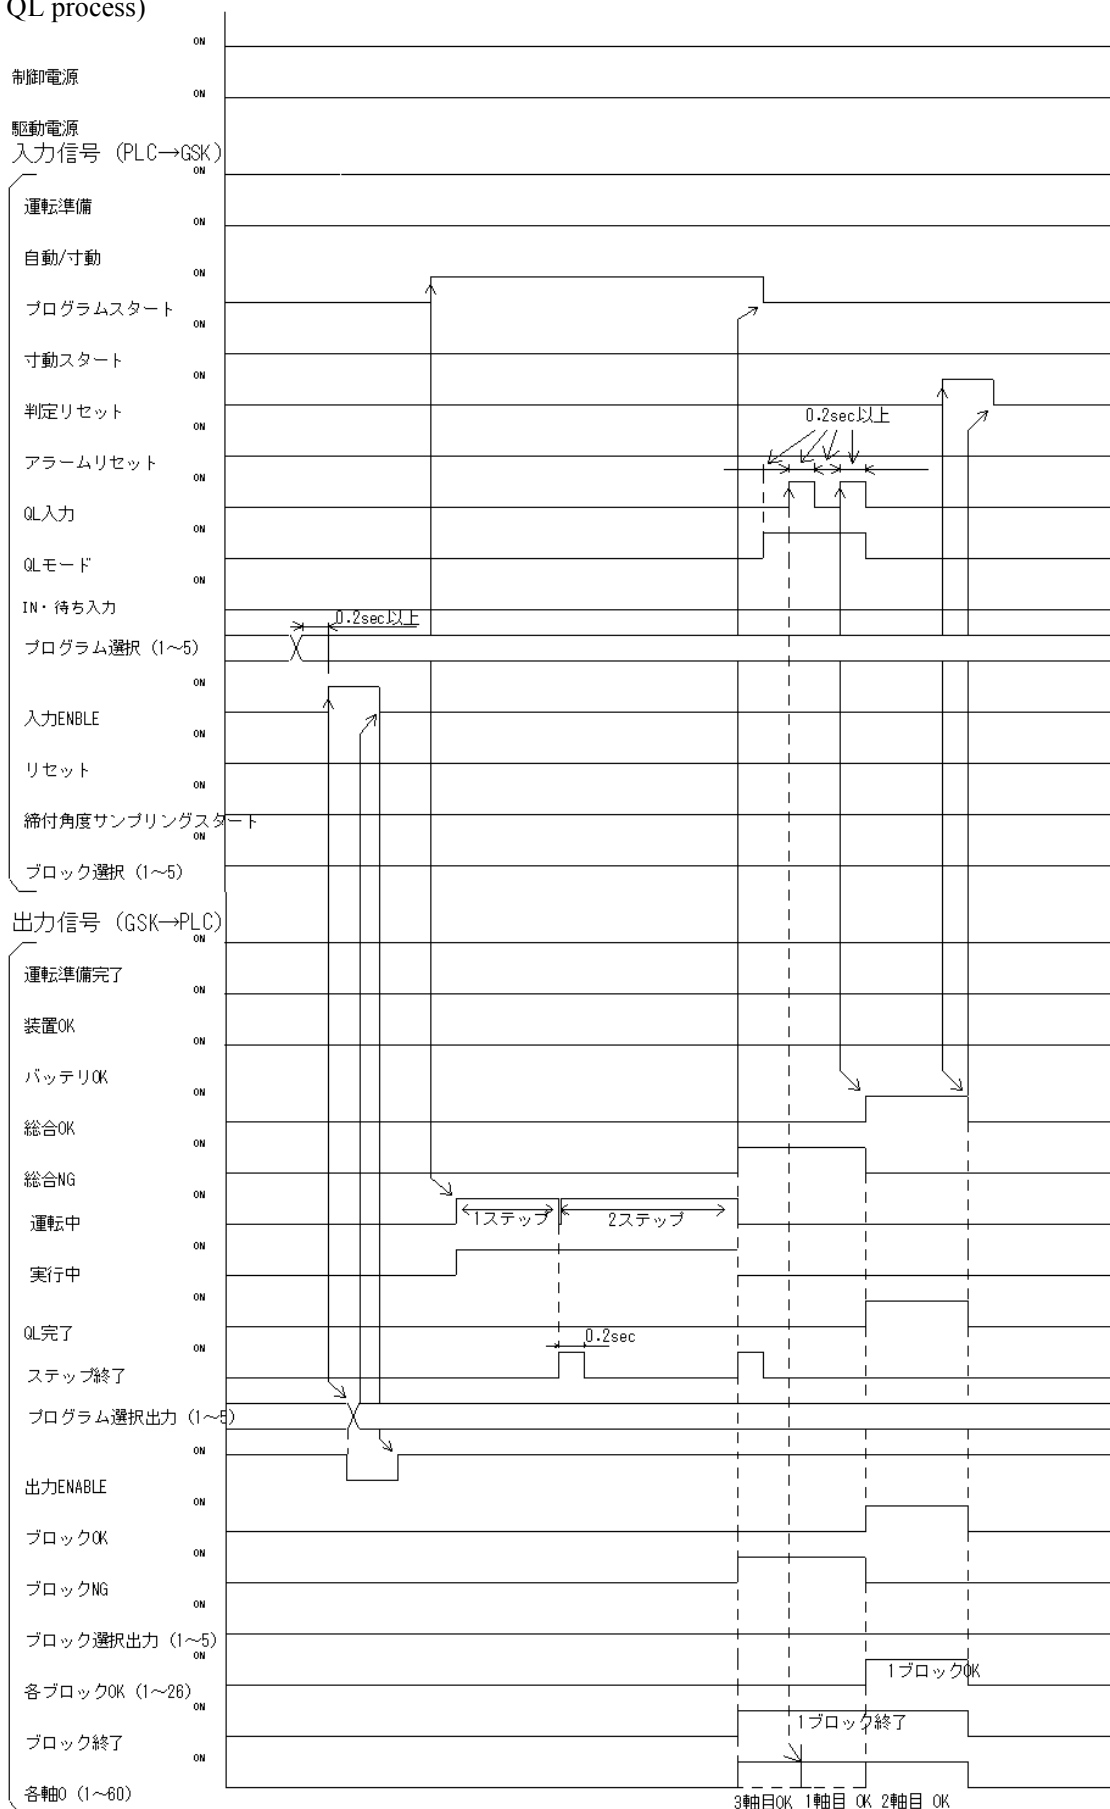 QL process)
ON
制御電源
ON
駆動電源
入力信号 (PLC→GSK)
ON
運転準備
ON
自動/寸動
ON
プログラムスタート
ON
寸動スタート
ON
判定リセット
0.2sec以上
ON
アラームリセット
ON
QL入力
ON
QLモード
ON
IN・待ち入力
0.2sec以上
プログラム選択 (1～5)
ON
入力ENBLE
ON
リセット
ON
締付角度サンプリングスタート
ON
ブロック選択 (1～5)
出力信号 (GSK→PLC)
ON
運転準備完了
ON
装置OK
ON
バッテリOK
ON
総合OK
ON
総合NG
ON
運転中
1ステップ
2ステップ
ON
実行中
ON
QL完了
0.2sec
ON
ステップ終了
プログラム選択出力 (1～5)
ON
出力ENABLE
ON
ブロックOK
ON
ブロックNG
ON
ブロック選択出力 (1～5)
ON
1ブロックOK
各ブロックOK (1～26)
ON
1ブロック終了
ブロック終了
ON
各軸O (1～60)
3軸目OK 1軸目 OK 2軸目 OK